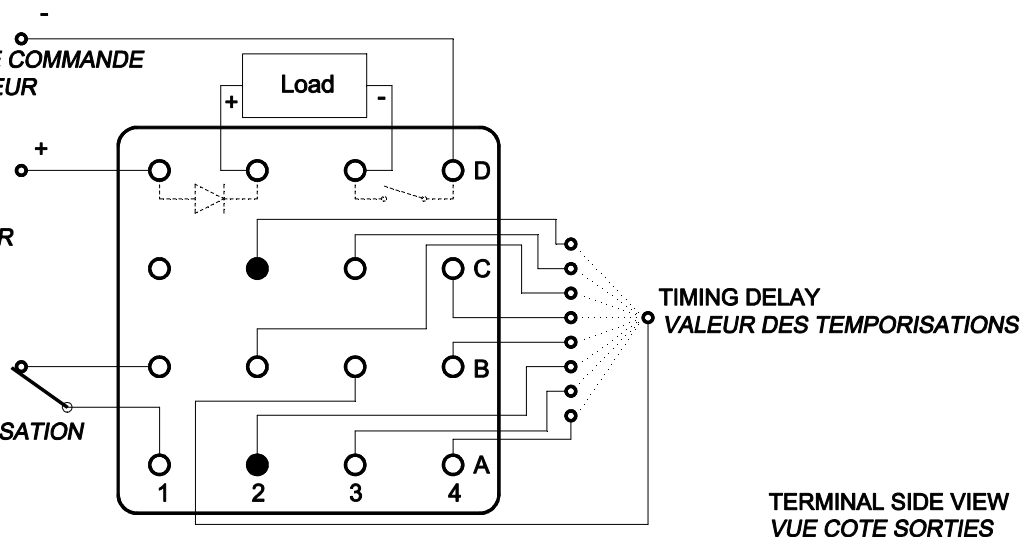 -
E COMMANDE
EUR
Load
+ -
+
D
R
C
TIMING DELAY
VALEUR DES TEMPORISATIONS
B
SATION
A
1 2 3 4
TERMINAL SIDE VIEW
VUE COTE SORTIES